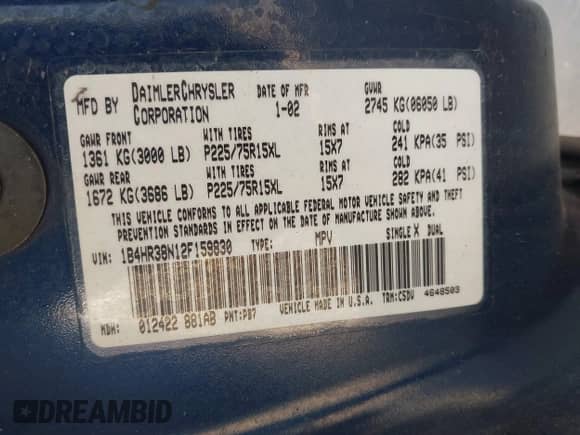 MFD BY DAIMLERCHRYSLER CORPORATION DATE OF MFR 1-02 GVWR 2745 KG(06050 LB)
GAWR FRONT WITH TIRES RIMS AT COLD
1361 KG(3000 LB) P225/75R15XL 15X7 241 KPA(35 PSI)
GAWR REAR WITH TIRES RIMS AT COLD
1672 KG(3686 LB) P225/75R15XL 15X7 282 KPA(41 PSI)
THIS VEHICLE CONFORMS TO ALL APPLICABLE FEDERAL MOTOR VEHICLE SAFETY AND THEFT
PREVENTION STANDARDS IN EFFECT ON THE DATE OF MANUFACTURE SHOWN ABOVE.
VIN: 1B4HR38N12F159830 TYPE: MPV SINGLE X DUAL
MDH: 012422 881AB PNT:PB7 VEHICLE MADE IN U.S.A. TRM:CSDV 4648503
DREAMBID